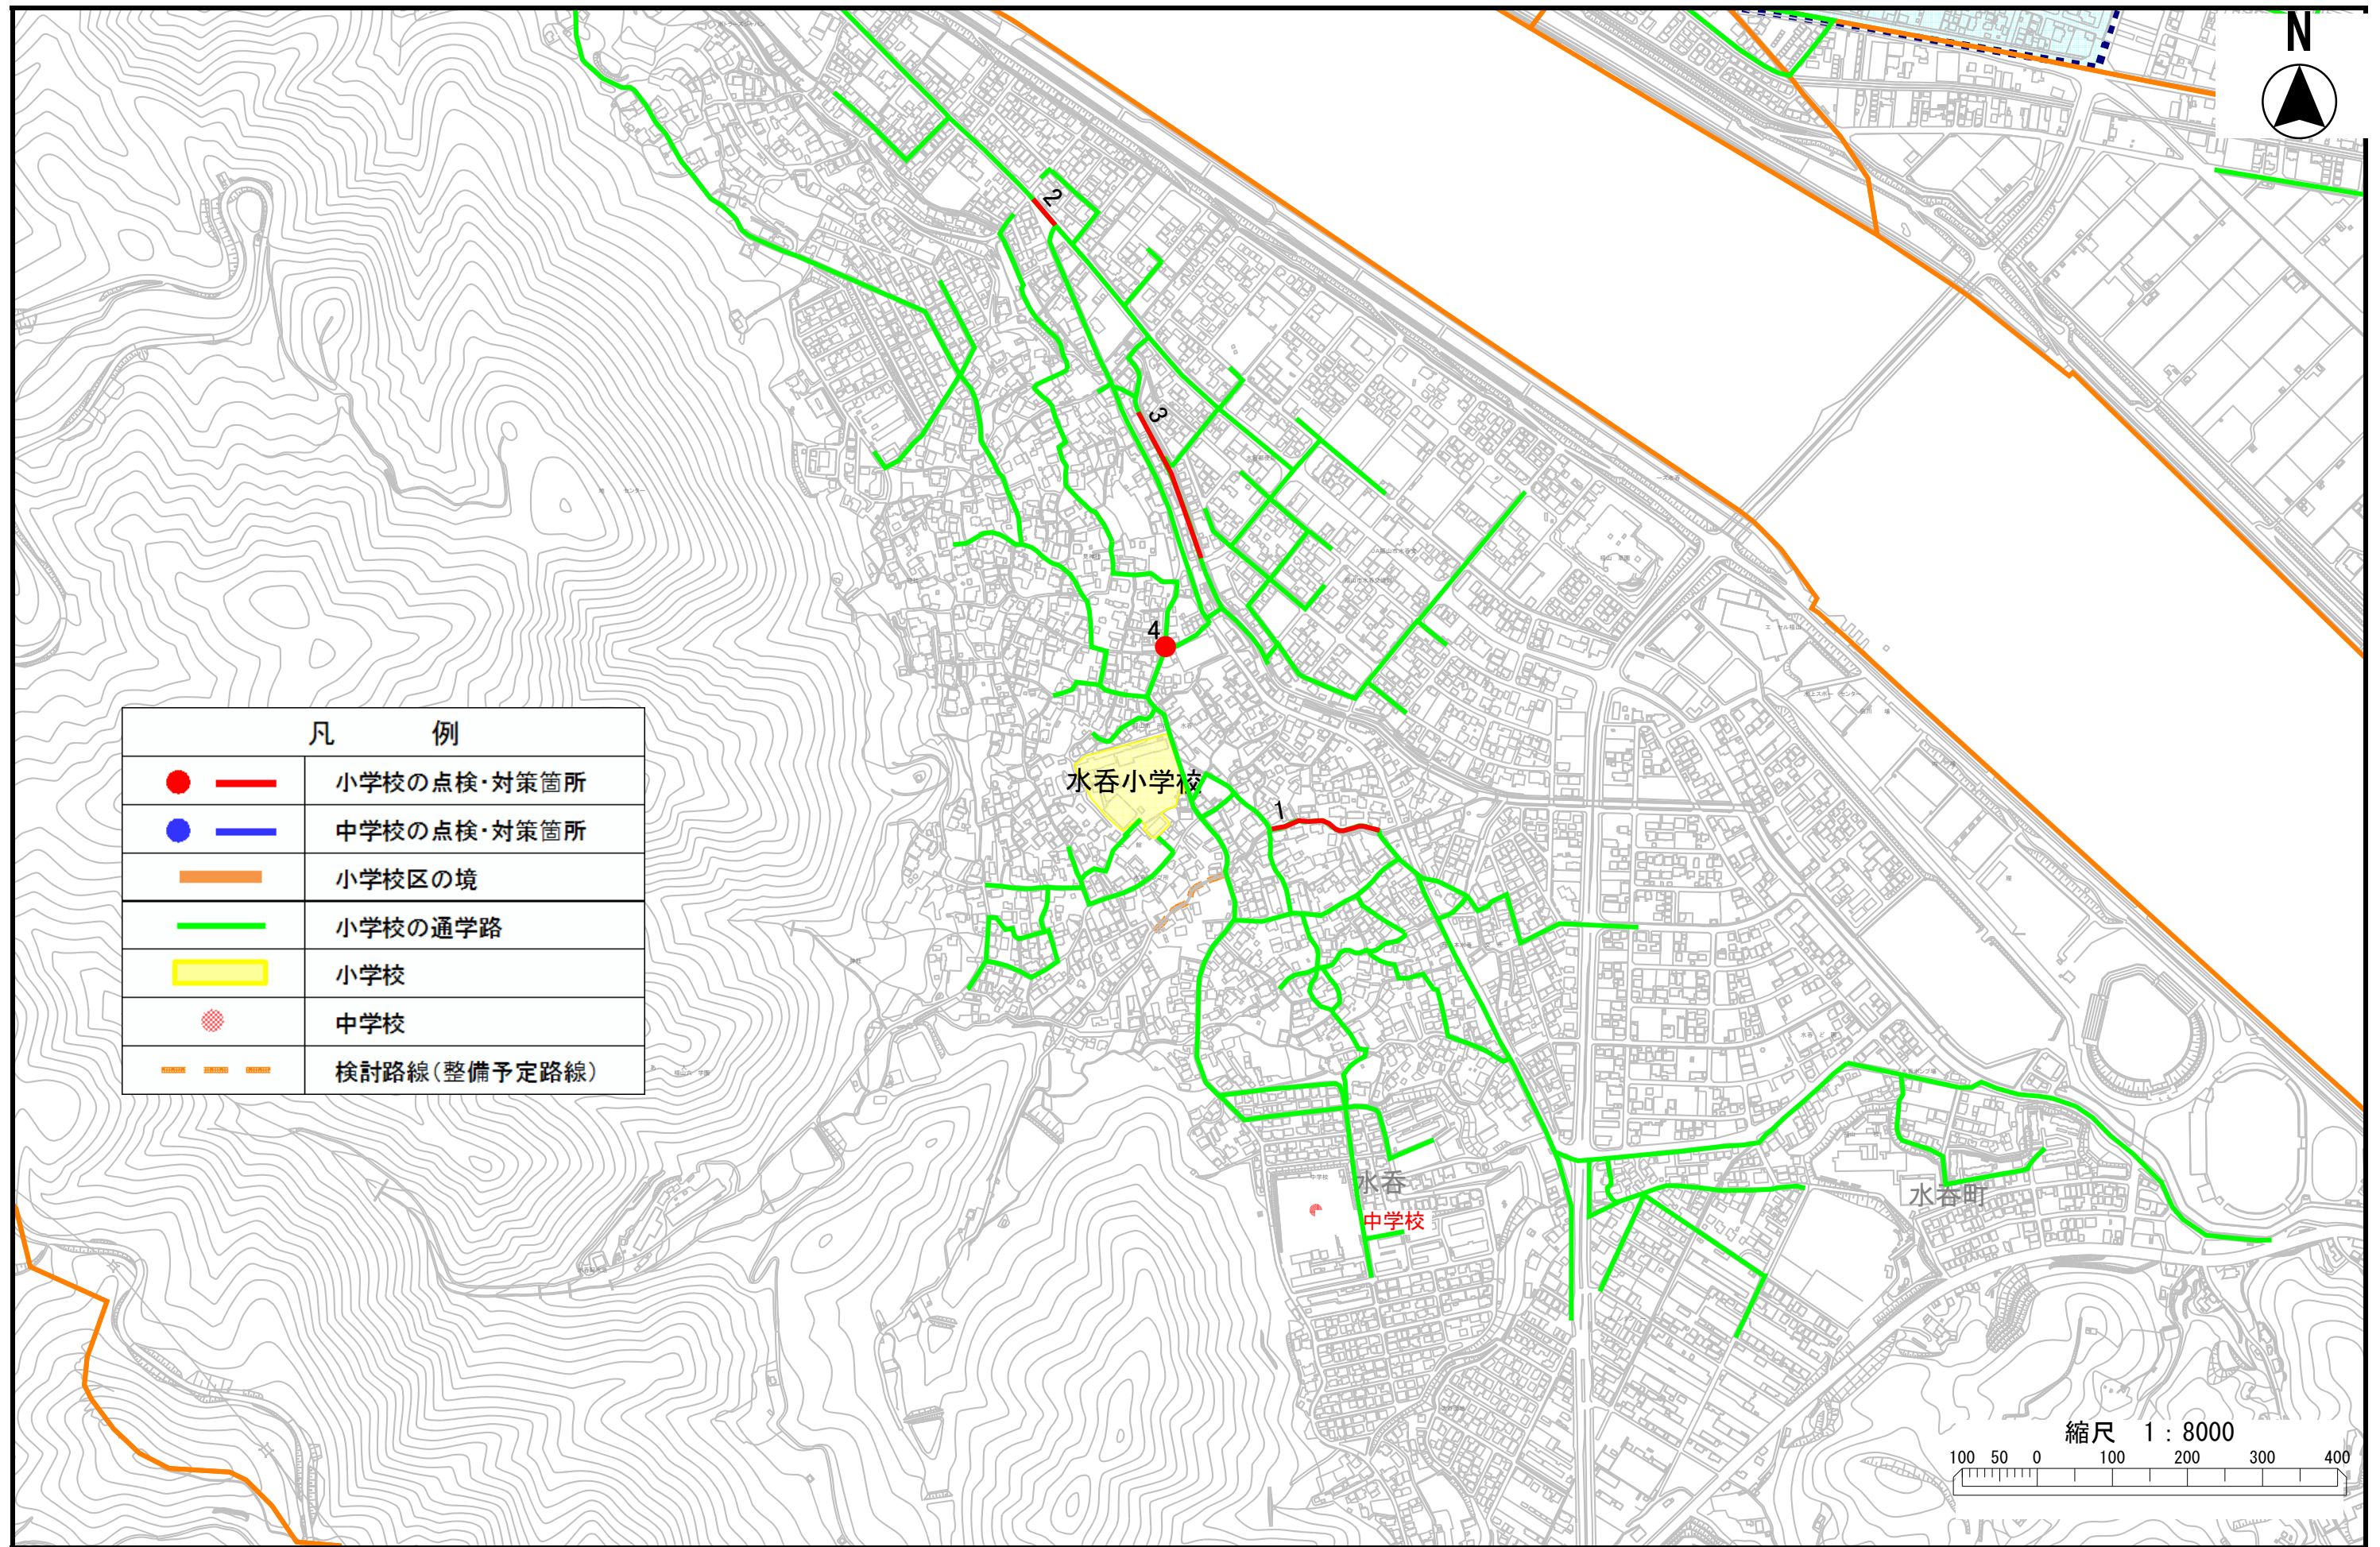 N
2
3
4
水呑小学校
1
凡 例
小学校の点検・対策箇所
中学校の点検・対策箇所
小学校区の境
小学校の通学路
小学校
中学校
検討路線(整備予定路線)
水呑
中学校
水呑町
縮尺 1:8000
100 50 0 100 200 300 400